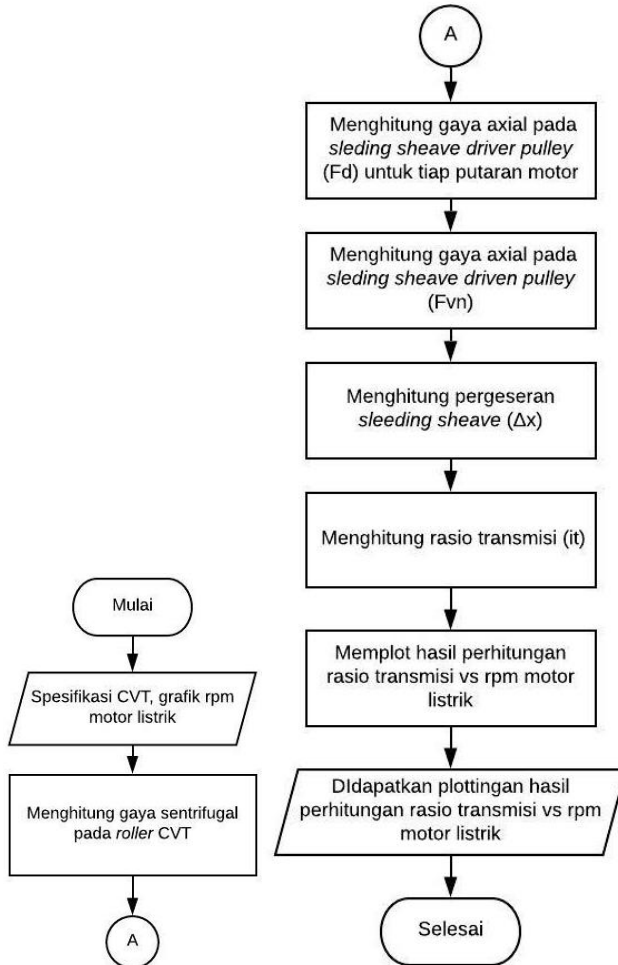 Mulai
Spesifikasi CVT, grafik rpm
motor listrik
Menghitung gaya sentrifugal
pada roller CVT
A
A
Menghitung gaya axial pada
sleding sheave driver pulley
(Fd) untuk tiap putaran motor
Menghitung gaya axial pada
sleding sheave driven pulley
(Fvn)
Menghitung pergeseran
sleeding sheave (Δx)
Menghitung rasio transmisi (it)
Memplot hasil perhitungan
rasio transmisi vs rpm motor
listrik
DIdapatkan plottingan hasil
perhitungan rasio transmisi vs rpm
motor listrik
Selesai